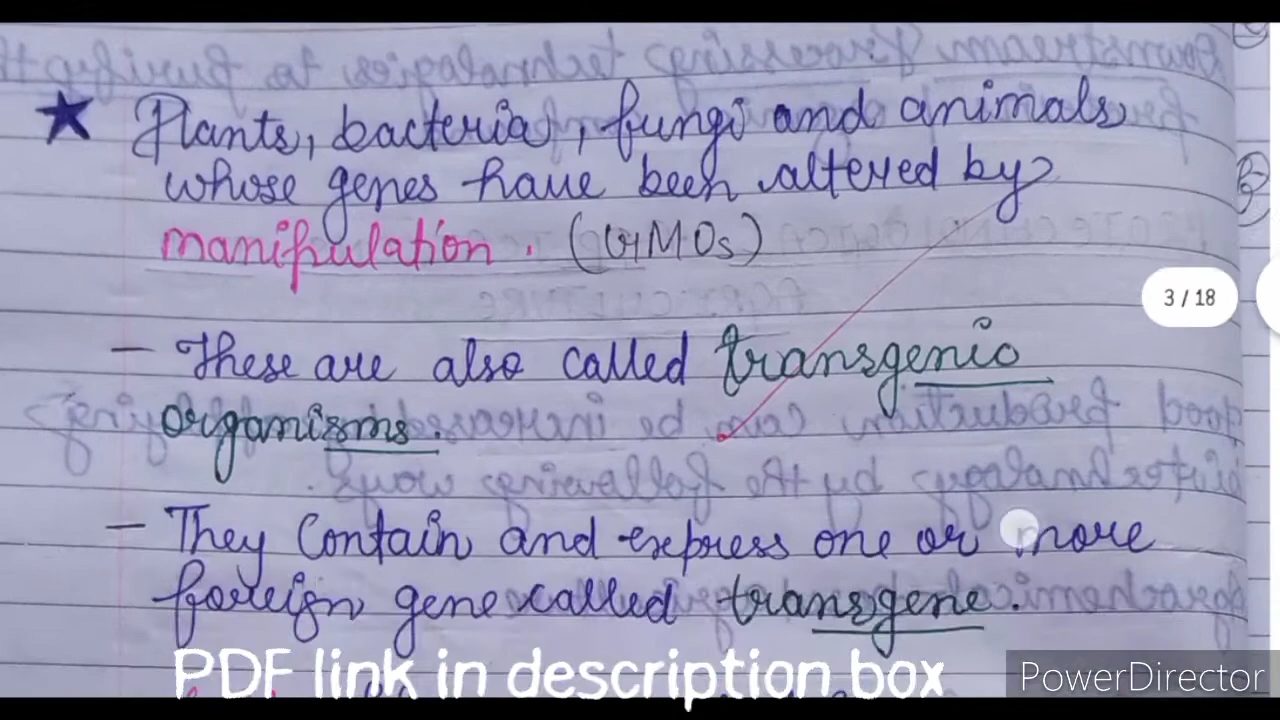 Plants, bacteria, fungi and animals
whose genes have been altered by
manipulation. (GMOs)
3 / 18
- These are also called transgenic
organisms.
- They Contain and express one or more
foreign gene called transgene.
PDF link in description box
PowerDirector